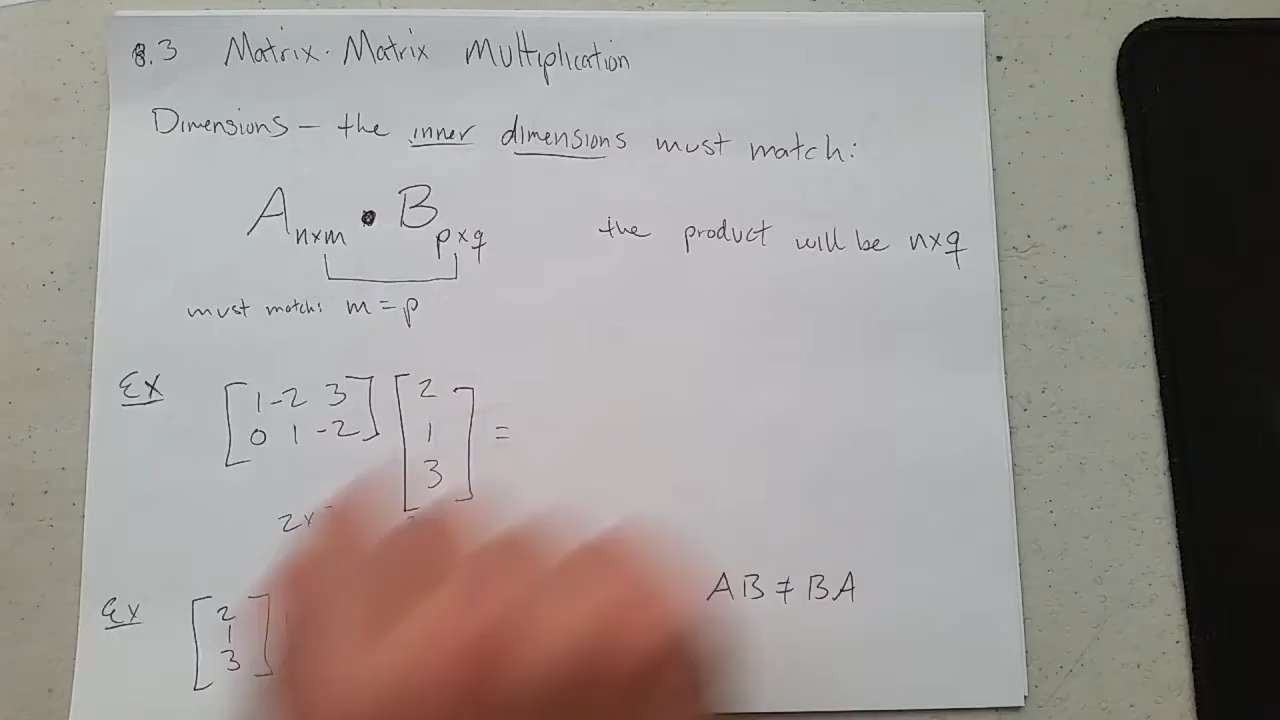 8.3 Matrix·Matrix Multiplication
Dimensions — the inner dimensions must match:
A n×m • B p×q the product will be n×q
must match: m = p
Ex [1 -2 3
0 1 -2] [2
1
3] =
2×
AB ≠ BA
Ex [2
1
3]